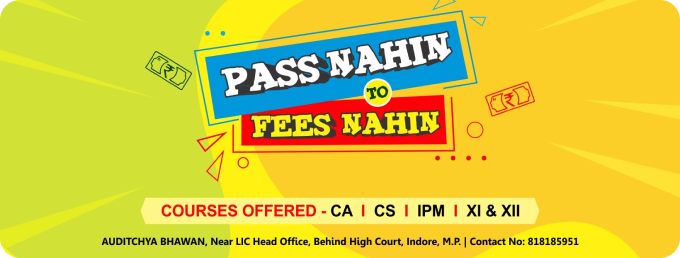 PASS NAHIN
TO
FEES NAHIN
COURSES OFFERED - CA I CS I IPM I XI & XII
AUDITCHYA BHAWAN, Near LIC Head Office, Behind High Court, Indore, M.P. | Contact No: 818185951